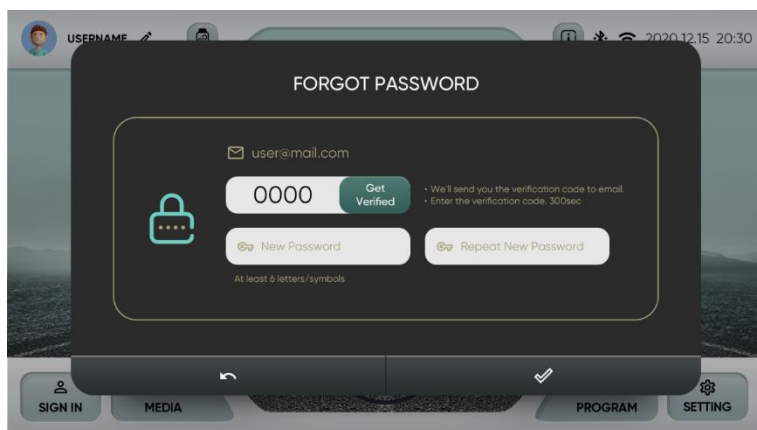 USERNAME
2020.12.15 20:30
FORGOT PASSWORD
user@mail.com
0000
Get
Verified
• We'll send you the verification code to email.
• Enter the verification code. 300sec
New Password
Repeat New Password
At least 6 letters/symbols
SIGN IN
MEDIA
PROGRAM
SETTING